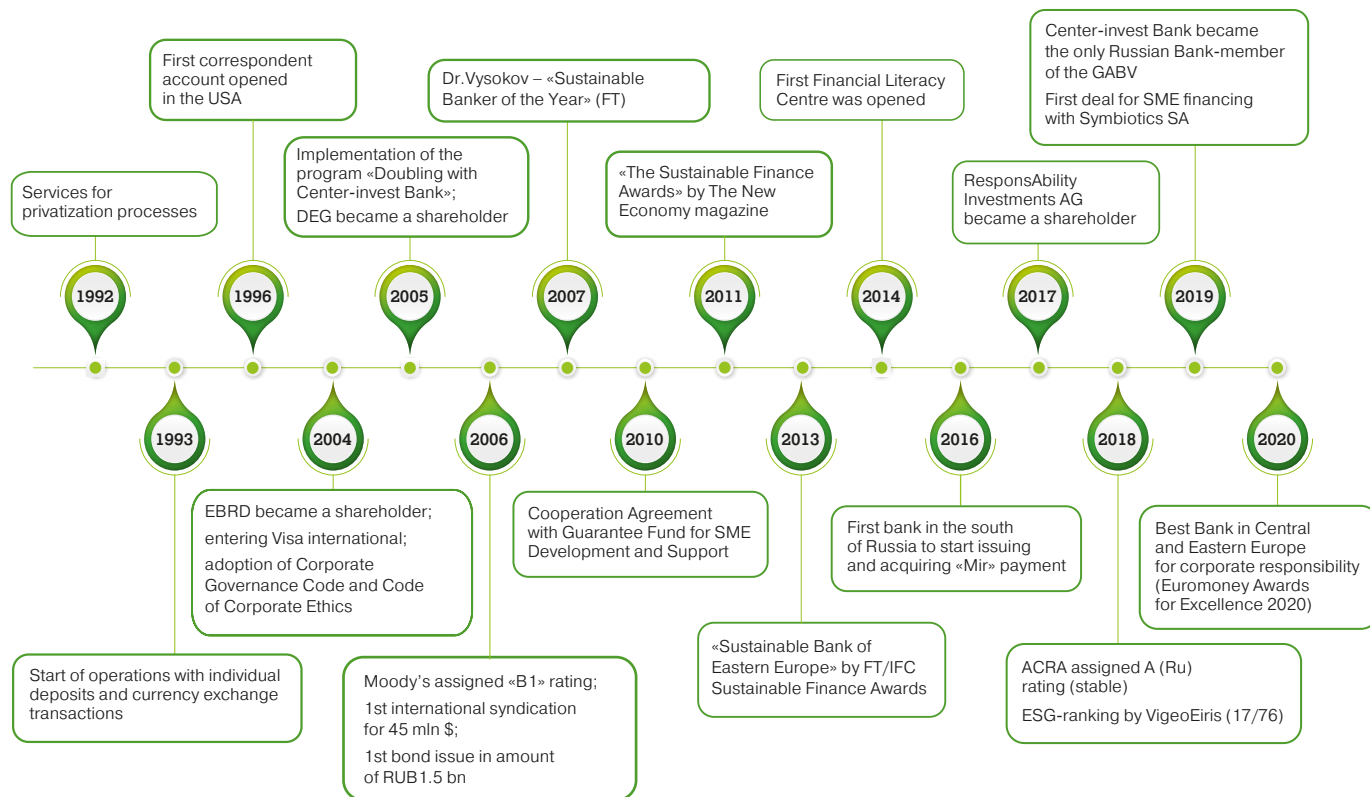 First correspondent
account opened
in the USA
Dr.Vysokov – «Sustainable
Banker of the Year» (FT)
First Financial Literacy
Centre was opened
Center-invest Bank became
the only Russian Bank-member
of the GABV
First deal for SME financing
with Symbiotics SA
Services for
privatization processes
Implementation of the
program «Doubling with
Center-invest Bank»;
DEG became a shareholder
«The Sustainable Finance
Awards» by The New
Economy magazine
ResponsAbility
Investments AG
became a shareholder
1992
1996
2005
2007
2011
2014
2017
2019
1993
2004
2006
2010
2013
2016
2018
2020
EBRD became a shareholder;
entering Visa international;
adoption of Corporate
Governance Code and Code
of Corporate Ethics
Cooperation Agreement
with Guarantee Fund for SME
Development and Support
First bank in the south
of Russia to start issuing
and acquiring «Mir» payment
Best Bank in Central
and Eastern Europe
for corporate responsibility
(Euromoney Awards
for Excellence 2020)
Start of operations with individual
deposits and currency exchange
transactions
Moody's assigned «B1» rating;
1st international syndication
for 45 mln $;
1st bond issue in amount
of RUB1.5 bn
«Sustainable Bank of
Eastern Europe» by FT/IFC
Sustainable Finance Awards
ACRA assigned A (Ru)
rating (stable)
ESG-ranking by VigeoEiris (17/76)